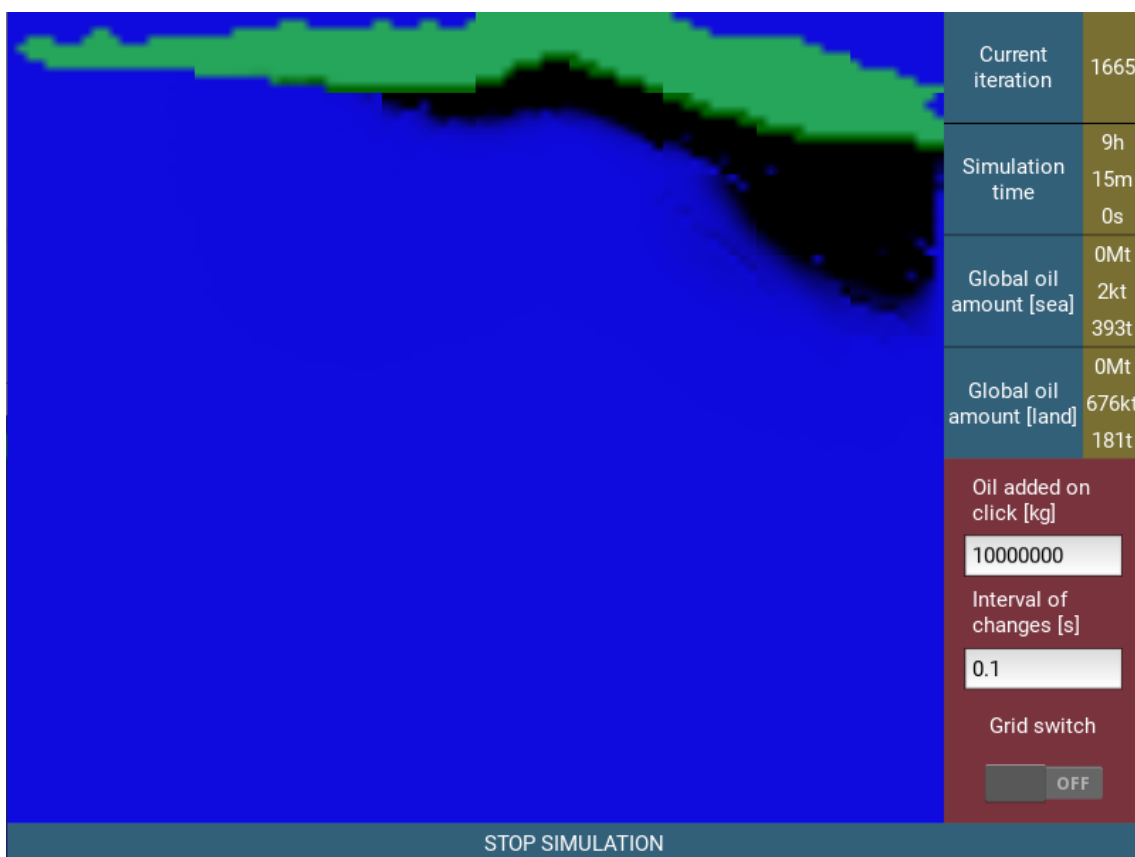 Current
iteration
1665
Simulation
time
9h
15m
0s
Global oil
amount [sea]
0Mt
2kt
393t
Global oil
amount [land]
0Mt
676kt
181t
Oil added on
click [kg]
10000000
Interval of
changes [s]
0.1
Grid switch
OFF
STOP SIMULATION